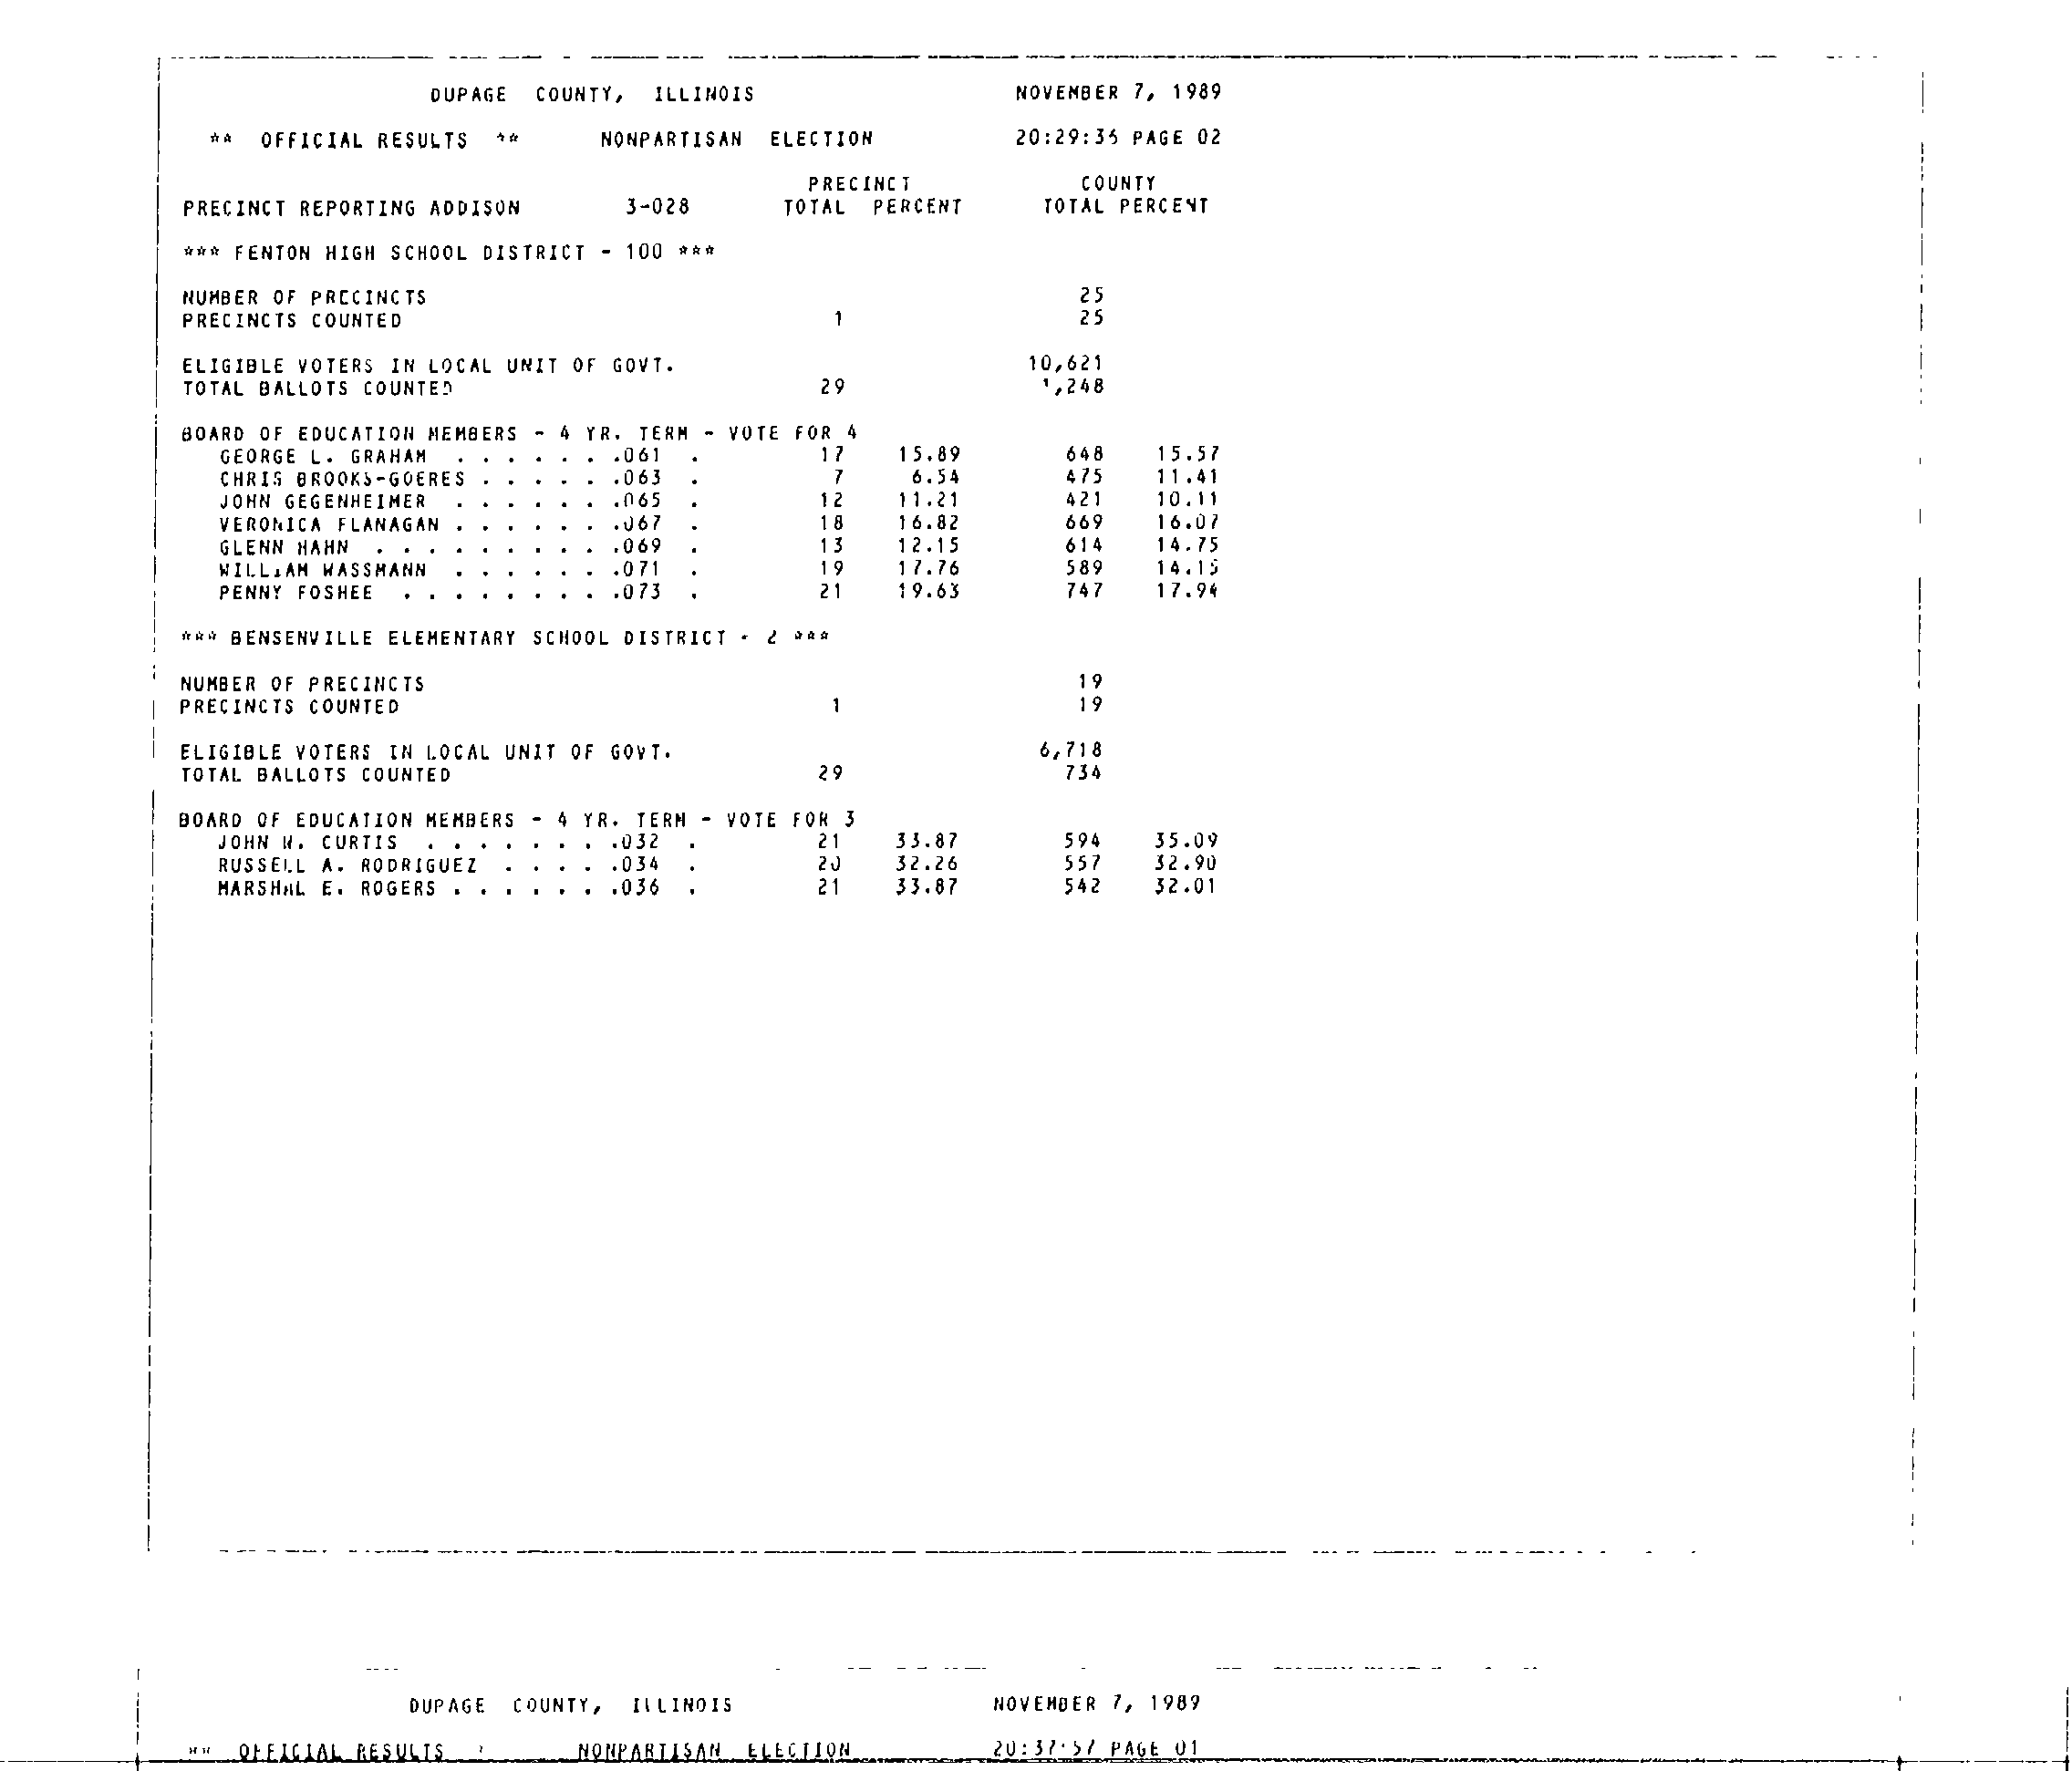 DUPAGE COUNTY, ILLINOIS NOVEMBER 7, 1989
** OFFICIAL RESULTS ** NONPARTISAN ELECTION 20:29:36 PAGE 02
PRECINCT COUNTY
PRECINCT REPORTING ADDISON 3-028 TOTAL PERCENT TOTAL PERCENT
*** FENTON HIGH SCHOOL DISTRICT - 100 ***
NUMBER OF PRECINCTS 25
PRECINCTS COUNTED 1 25
ELIGIBLE VOTERS IN LOCAL UNIT OF GOVT. 10,621
TOTAL BALLOTS COUNTED 29 1,248
BOARD OF EDUCATION MEMBERS - 4 YR. TERM - VOTE FOR 4
GEORGE L. GRAHAM . . . . . . .061 . 17 15.89 648 15.57
CHRIS BROOKS-GOERES . . . . . .063 . 7 6.54 475 11.41
JOHN GEGENHEIMER . . . . . . .065 . 12 11.21 421 10.11
VERONICA FLANAGAN . . . . . . .067 . 18 16.82 669 16.07
GLENN HAHN . . . . . . . . . .069 . 13 12.15 614 14.75
WILLIAM WASSMANN . . . . . . .071 . 19 17.76 589 14.15
PENNY FOSHEE . . . . . . . . .073 . 21 19.63 747 17.94
*** BENSENVILLE ELEMENTARY SCHOOL DISTRICT - 2 ***
NUMBER OF PRECINCTS 19
PRECINCTS COUNTED 1 19
ELIGIBLE VOTERS IN LOCAL UNIT OF GOVT. 6,718
TOTAL BALLOTS COUNTED 29 734
BOARD OF EDUCATION MEMBERS - 4 YR. TERM - VOTE FOR 3
JOHN W. CURTIS . . . . . . . .032 . 21 33.87 594 35.09
RUSSELL A. RODRIGUEZ . . . . .034 . 20 32.26 557 32.90
MARSHAL E. ROGERS . . . . . . .036 . 21 33.87 542 32.01
DUPAGE COUNTY, ILLINOIS NOVEMBER 7, 1989
** OFFICIAL RESULTS NONPARTISAN ELECTION 20:37:57 PAGE 01